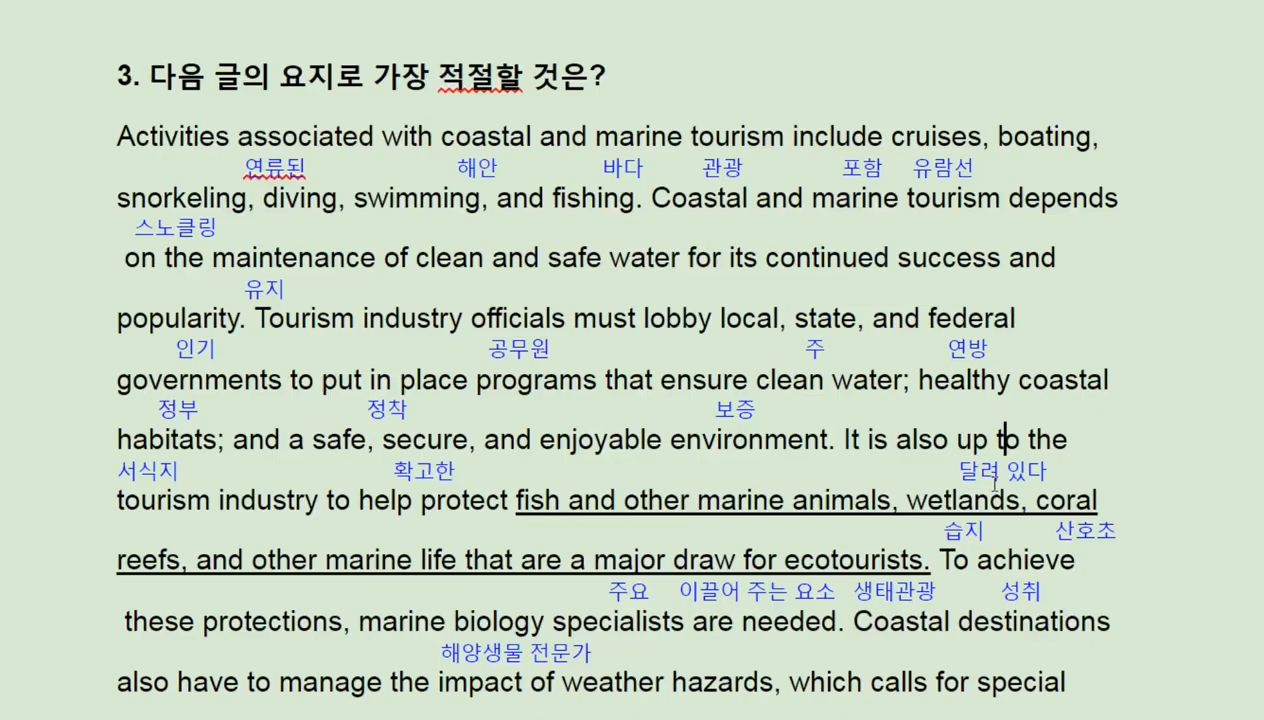 3. 다음 글의 요지로 가장 적절할 것은?
Activities associated with coastal and marine tourism include cruises, boating,
연류된 해안 바다 관광 포함 유람선
snorkeling, diving, swimming, and fishing. Coastal and marine tourism depends
스노클링
on the maintenance of clean and safe water for its continued success and
유지
popularity. Tourism industry officials must lobby local, state, and federal
인기 공무원 주 연방
governments to put in place programs that ensure clean water; healthy coastal
정부 정착 보증
habitats; and a safe, secure, and enjoyable environment. It is also up to the
서식지 확고한 달려 있다
tourism industry to help protect fish and other marine animals, wetlands, coral
습지 산호초
reefs, and other marine life that are a major draw for ecotourists. To achieve
주요 이끌어 주는 요소 생태관광 성취
these protections, marine biology specialists are needed. Coastal destinations
해양생물 전문가
also have to manage the impact of weather hazards, which calls for special